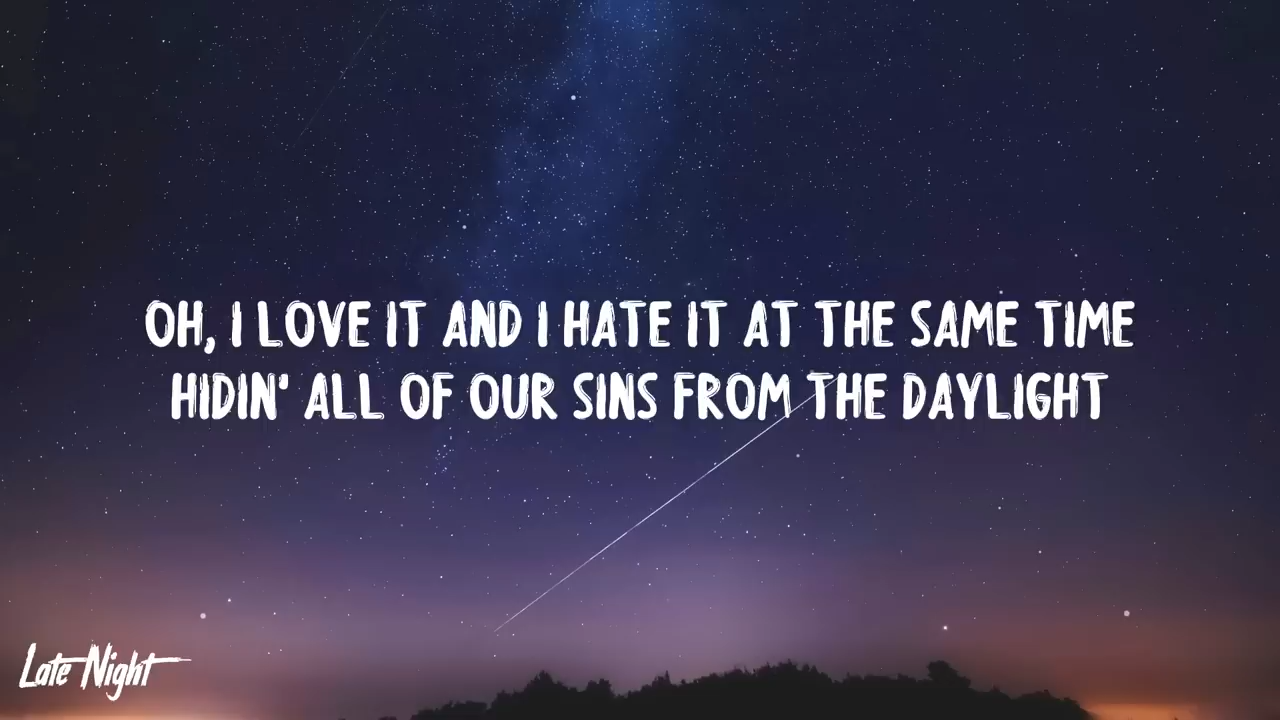 OH, I LOVE IT AND I HATE IT AT THE SAME TIME
HIDIN' ALL OF OUR SINS FROM THE DAYLIGHT
Late Night